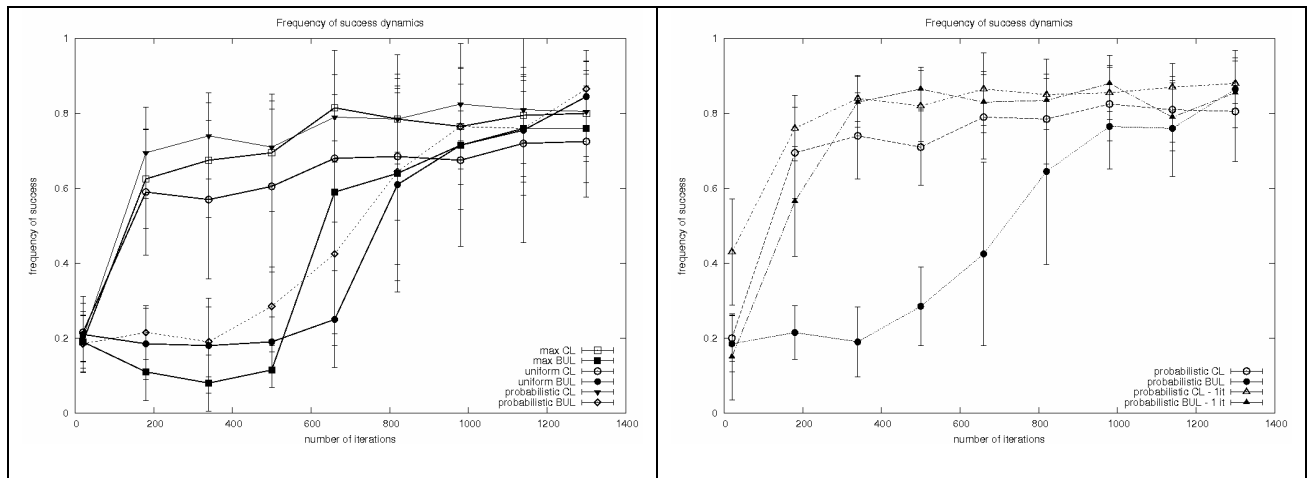 Frequency of success dynamics
1
0.8
0.6
0.4
0.2
0
frequency of success
max CL
max BUL
uniform CL
uniform BUL
probabilistic CL
probabilistic BUL
0 200 400 600 800 1000 1200 1400
number of iterations
Frequency of success dynamics
1
0.8
0.6
0.4
0.2
0
frequency of success
probabilistic CL
probabilistic BUL
probabilistic CL - 1it
probabilistic BUL - 1 it
0 200 400 600 800 1000 1200 1400
number of iterations